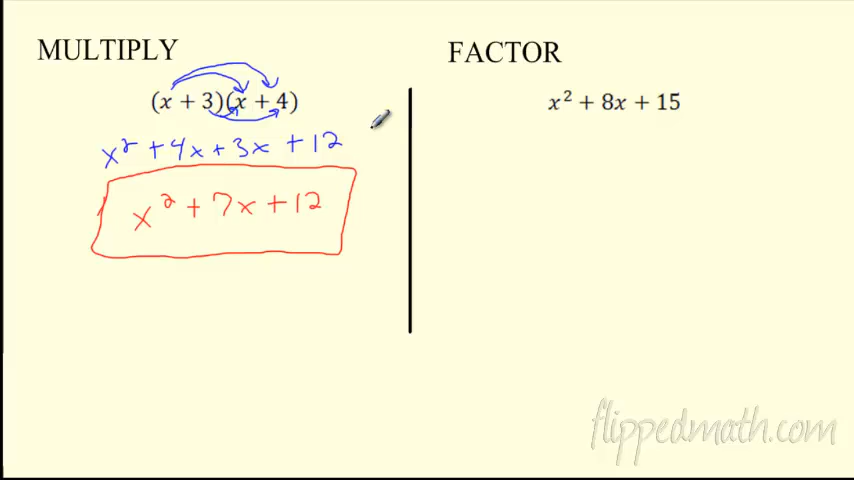 MULTIPLY
(x + 3)(x + 4)
x² + 4x + 3x + 12
x² + 7x + 12
FACTOR
x² + 8x + 15
flippedmath.com